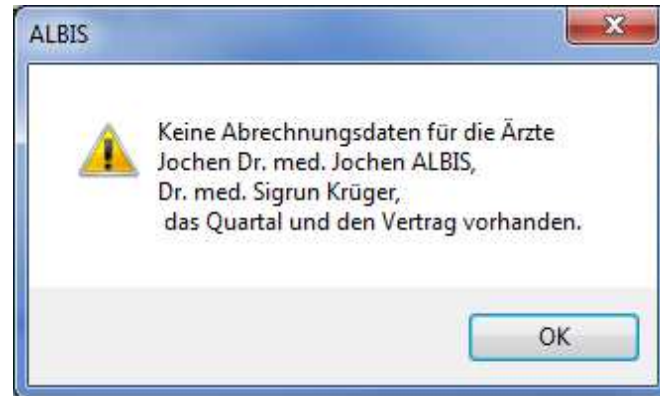 ALBIS
Keine Abrechnungsdaten für die Ärzte
Jochen Dr. med. Jochen ALBIS,
Dr. med. Sigrun Krüger,
das Quartal und den Vertrag vorhanden.
OK